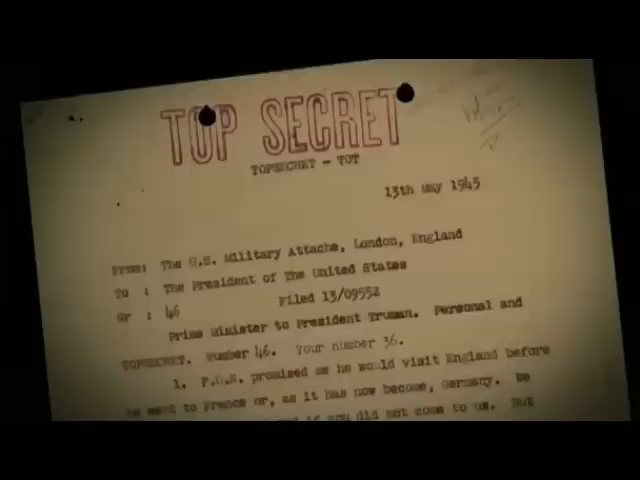 TOP SECRET
TOPSECRET - TOT
13th May 1945
From: The U.S. Military Attache, London, England
To : The President of The United States
Nr : 46 Filed 13/0955Z
Prime Minister to President Truman. Personal and
TOPSECRET. Number 46. Your number 36.
1. F.D.R. promised me he would visit England before
he went to France or, as it has now become, Germany. We
if you did not come to us. But